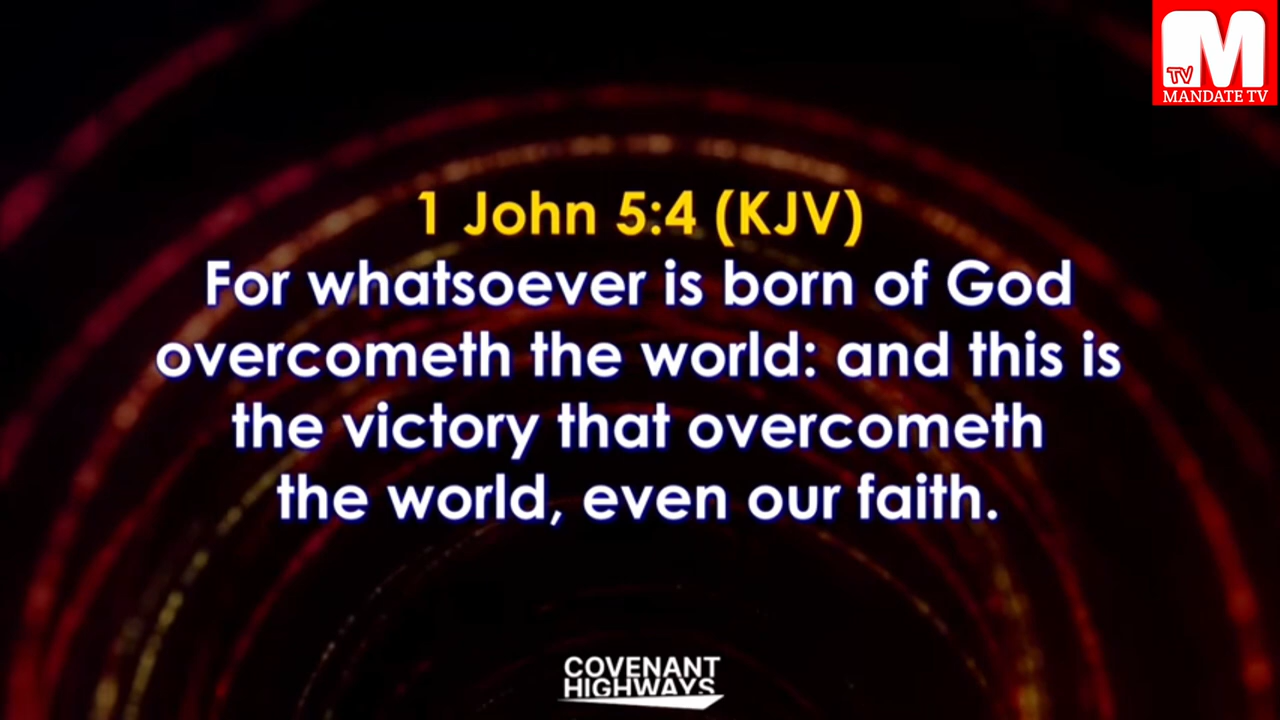 TV M
MANDATE TV
1 John 5:4 (KJV)
For whatsoever is born of God
overcometh the world: and this is
the victory that overcometh
the world, even our faith.
COVENANT
HIGHWAYS